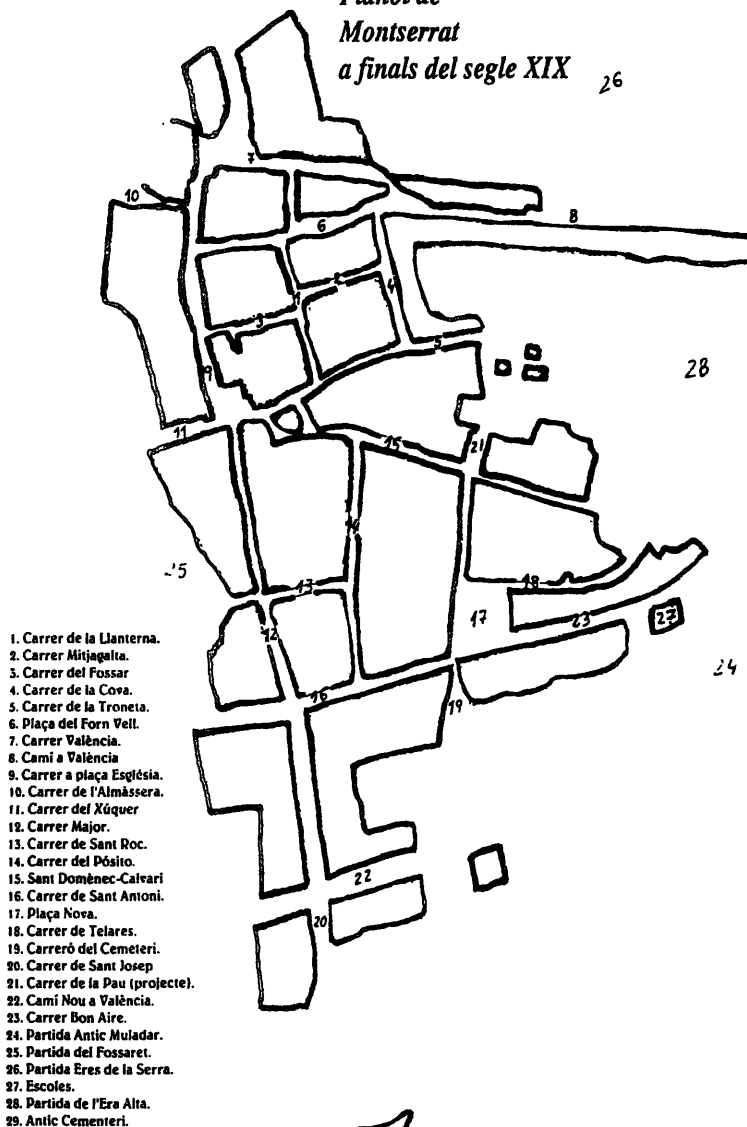 Plànol de
Montserrat
a finals del segle XIX
26
7
10
8
6
2
1
4
3
5
9
28
11
15
21
14
25
13
18
17
23
27
12
24
16
19
22
20
1. Carrer de la Llanterna.
2. Carrer Mitjagalta.
3. Carrer del Fossar
4. Carrer de la Cova.
5. Carrer de la Troneta.
6. Plaça del Forn Vell.
7. Carrer València.
8. Camí a València
9. Carrer a plaça Església.
10. Carrer de l'Almàssera.
11. Carrer del Xúquer
12. Carrer Major.
13. Carrer de Sant Roc.
14. Carrer del Pósito.
15. Sant Domènec-Calvari
16. Carrer de Sant Antoni.
17. Plaça Nova.
18. Carrer de Telares.
19. Carreró del Cemeteri.
20. Carrer de Sant Josep
21. Carrer de la Pau (projecte).
22. Camí Nou a València.
23. Carrer Bon Aire.
24. Partida Antic Muladar.
25. Partida del Fossaret.
26. Partida Eres de la Serra.
27. Escoles.
28. Partida de l'Era Alta.
29. Antic Cementeri.